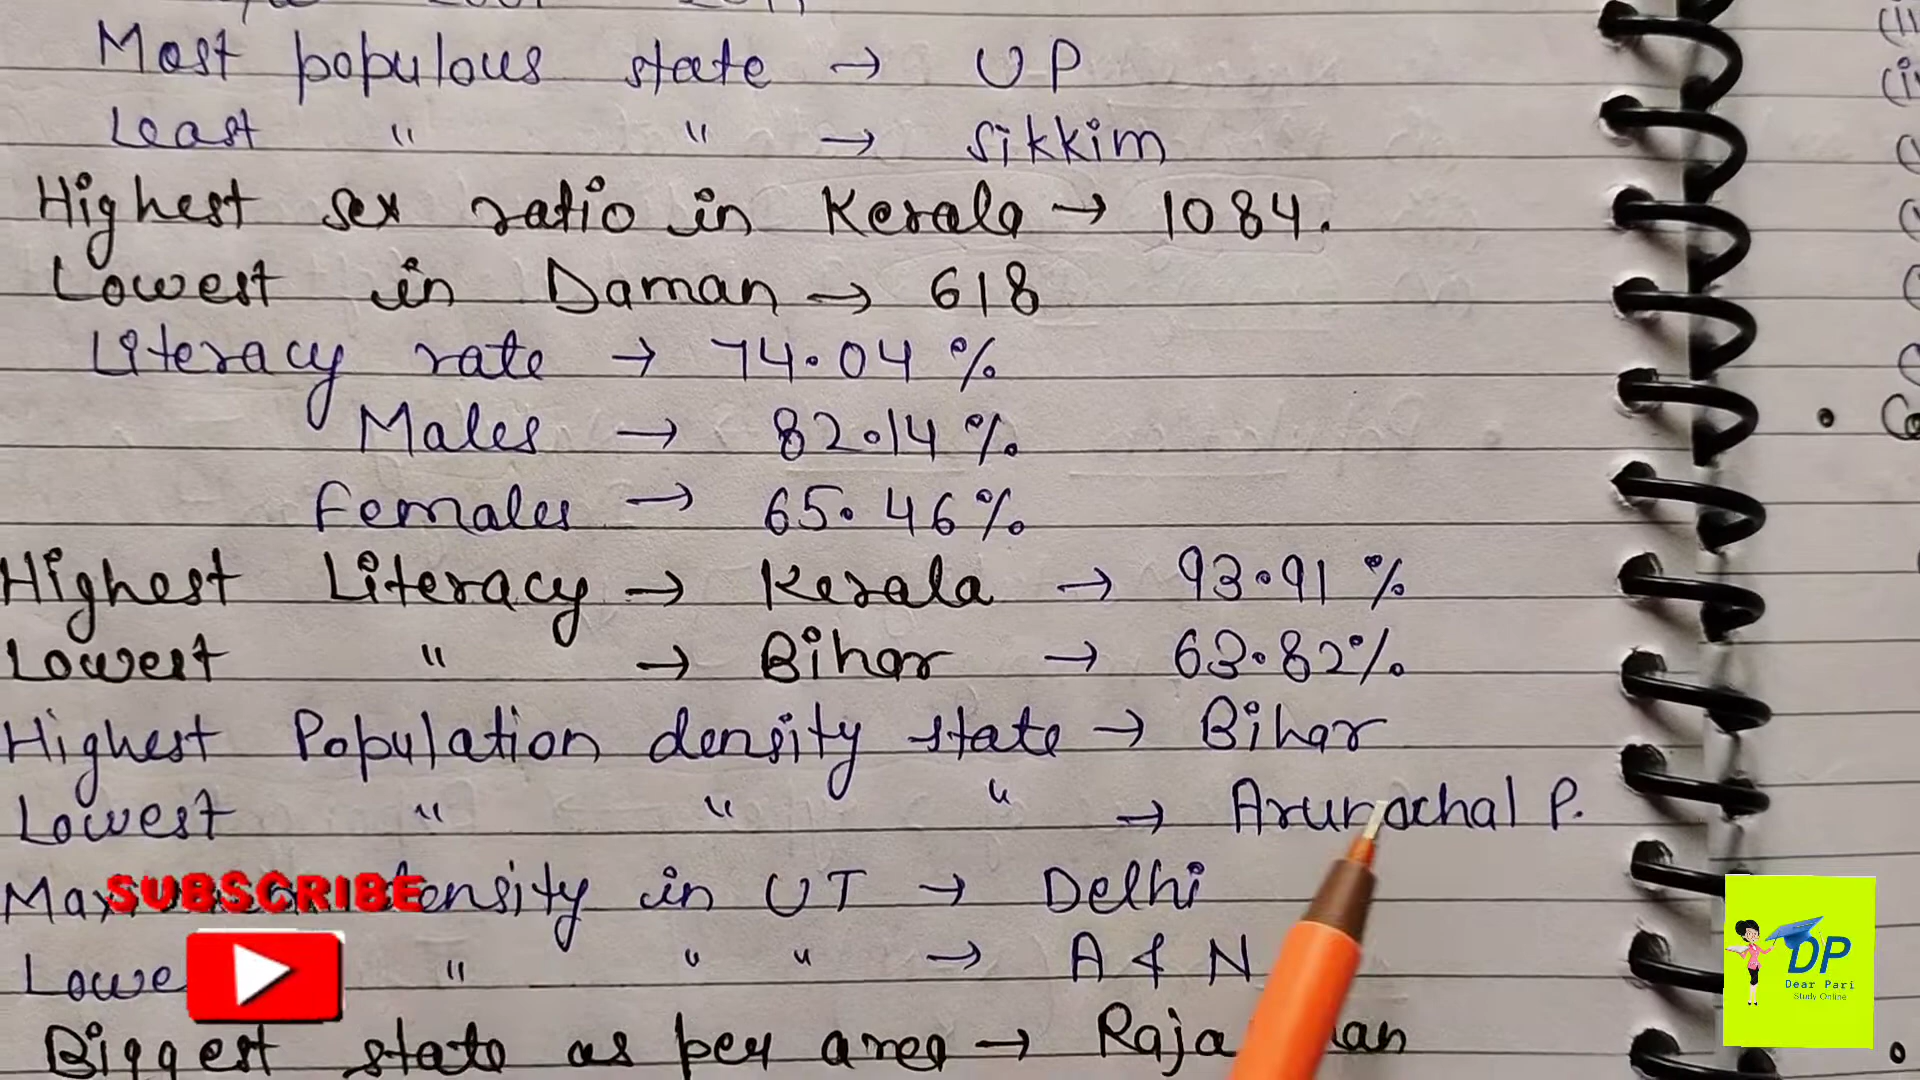 Most populous state → UP
Least " " → Sikkim
Highest sex ratio in Kerala → 1084.
Lowest in Daman → 618
Literacy rate → 74.04 %
Males → 82.14 %
Females → 65.46 %
Highest Literacy → Kerala → 93.91 %
Lowest " → Bihar → 63.82%
Highest Population density state → Bihar
Lowest " " " → Arunachal P.
density in UT → Delhi
" " " → A & N
Biggest state as per area → 
SUBSCRIBE
DP
Dear Pari
Study Online